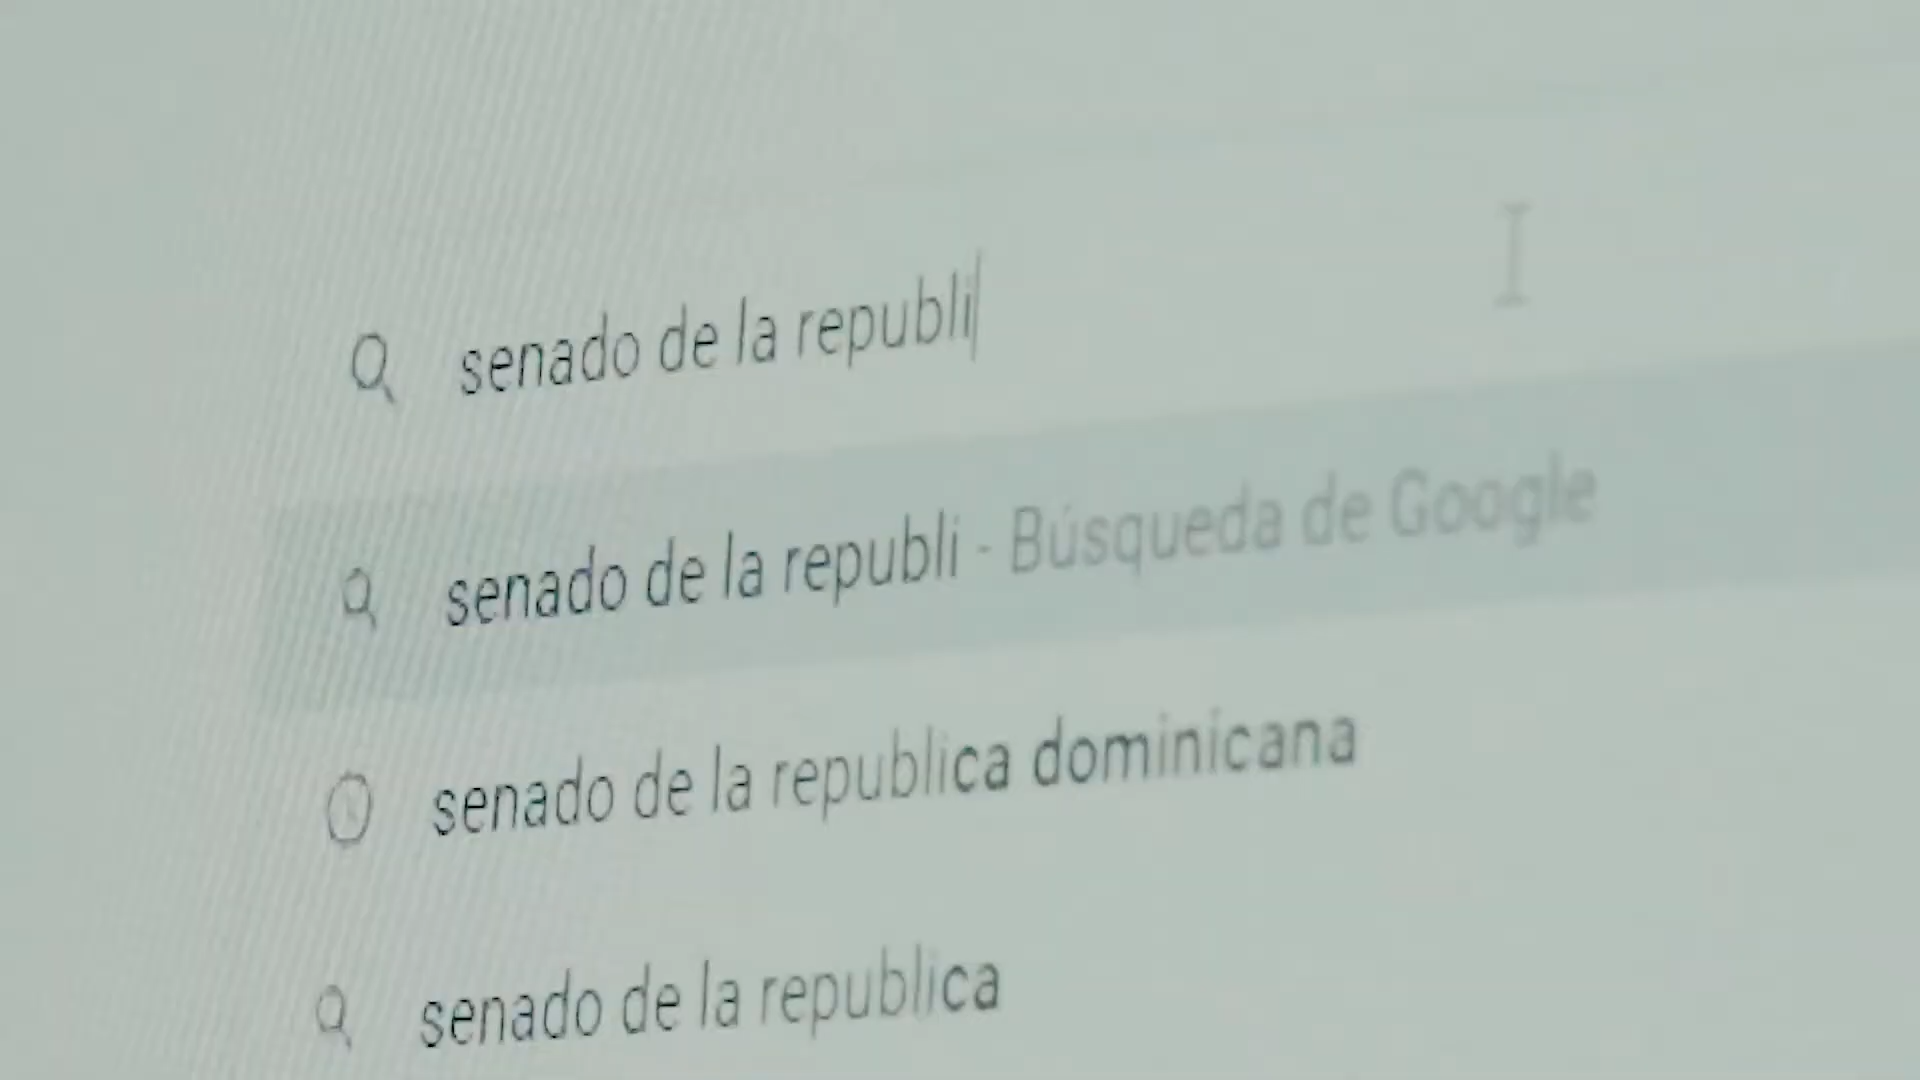 senado de la republi
senado de la republi - Búsqueda de Google
senado de la republica dominicana
senado de la republica